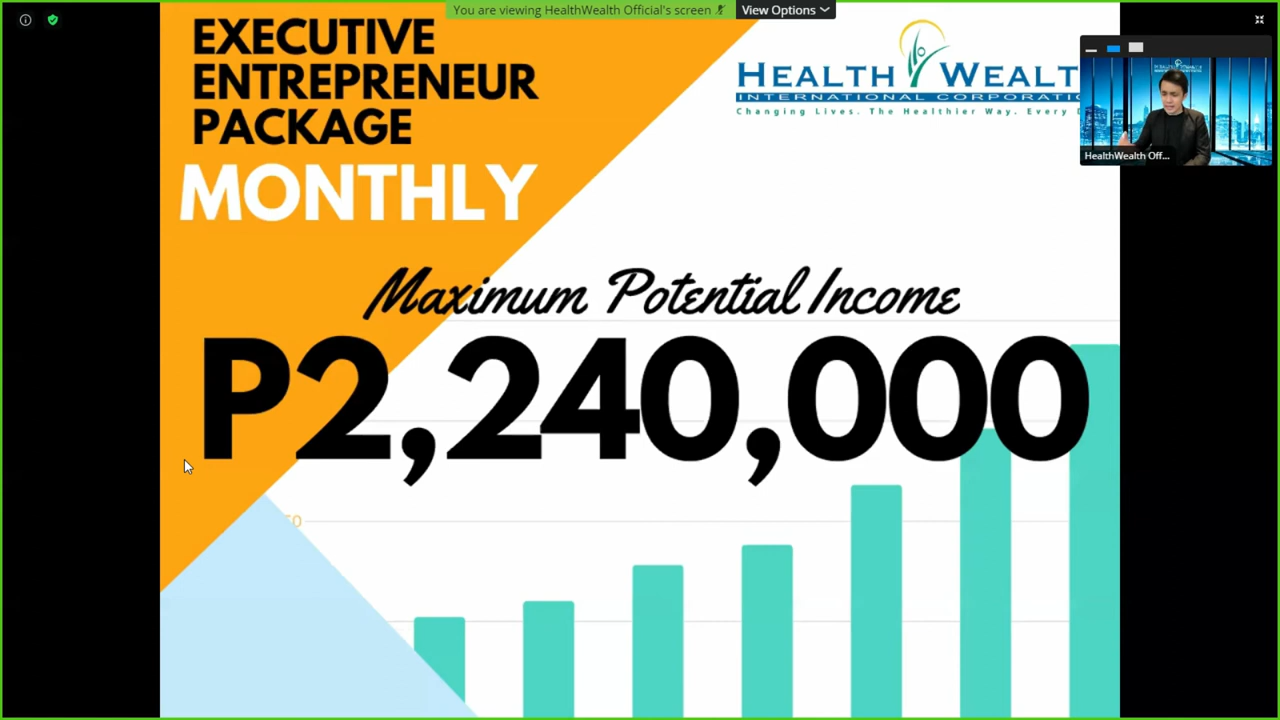 You are viewing HealthWealth Official's screen
View Options
EXECUTIVE
ENTREPRENEUR
PACKAGE
MONTHLY
HEALTH WEALT
INTERNATIONAL CORPORATIO
Changing Lives. The Healthier Way. Every
HealthWealth Off...
Maximum Potential Income
P2,240,000